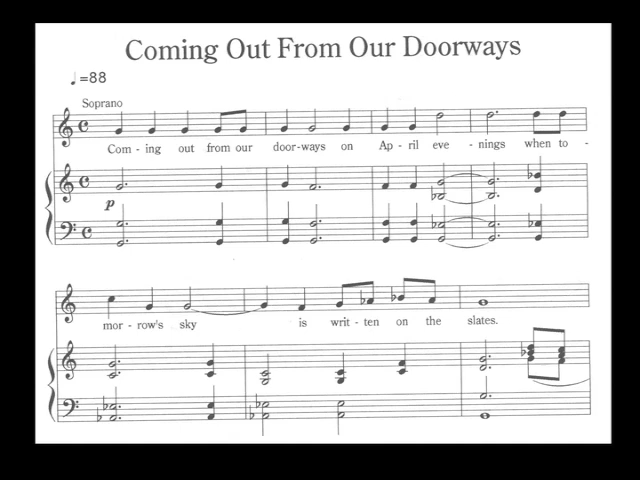 Coming Out From Our Doorways
♩ =88
Soprano
Com - ing out from our door-ways on Ap - ril eve - nings when to -
p
mor - row's sky is writ - ten on the slates.